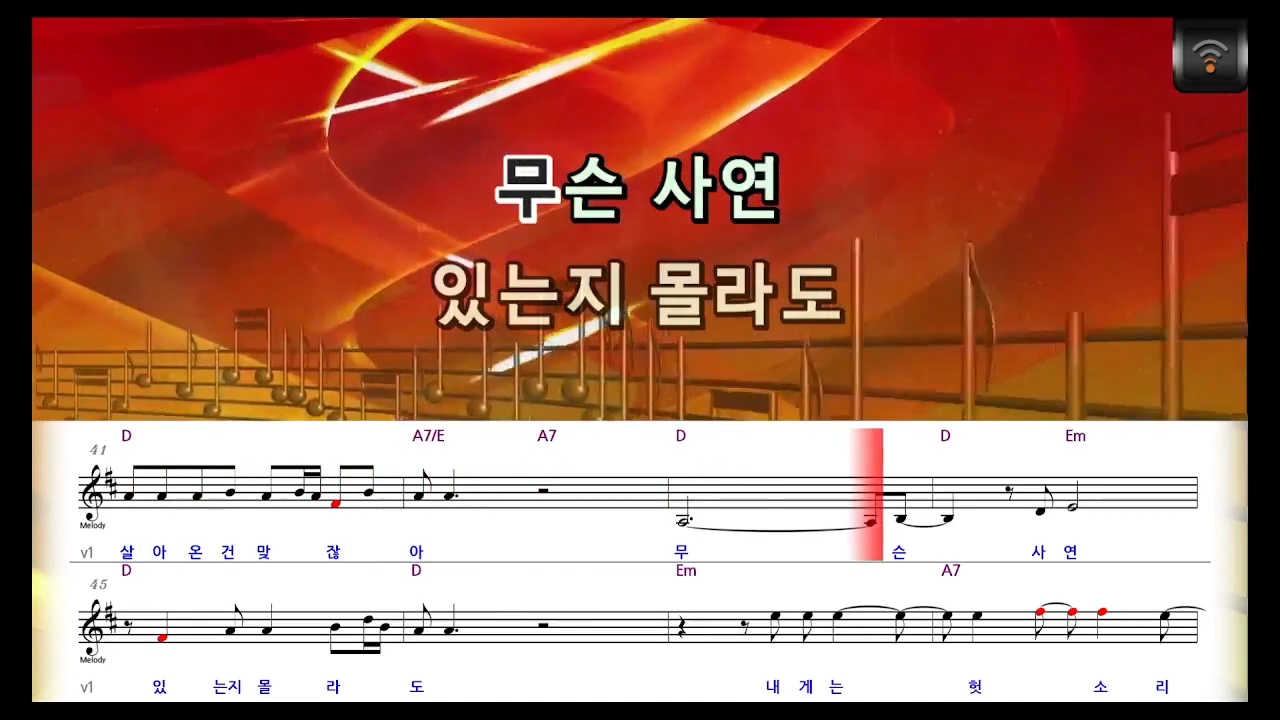 무슨 사연
있는지 몰라도
D A7/E A7 D D Em
41
Melody
v1 살 아 온 건 맞 잖 아 무 슨 사 연
D D Em A7
45
Melody
v1 있 는지 몰 라 도 내 게 는 헛 소 리